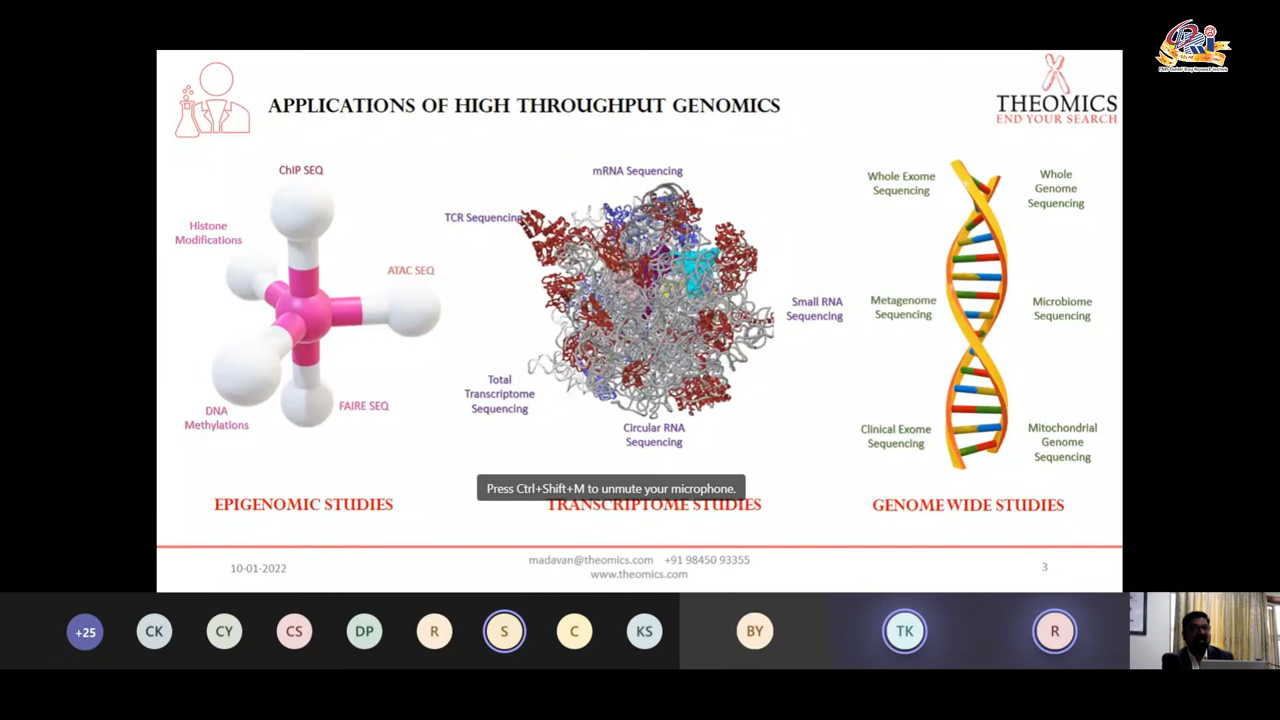 APPLICATIONS OF HIGH THROUGHPUT GENOMICS
THEOMICS
END YOUR SEARCH
ChIP SEQ
Histone
Modifications
ATAC SEQ
DNA
Methylations
FAIRE SEQ
EPIGENOMIC STUDIES
mRNA Sequencing
TCR Sequencing
Small RNA
Sequencing
Total
Transcriptome
Sequencing
Circular RNA
Sequencing
Press Ctrl+Shift+M to unmute your microphone.
TRANSCRIPTOME STUDIES
Whole Exome
Sequencing
Whole
Genome
Sequencing
Metagenome
Sequencing
Microbiome
Sequencing
Clinical Exome
Sequencing
Mitochondrial
Genome
Sequencing
GENOME WIDE STUDIES
10-01-2022
madavan@theomics.com +91 98450 93355
www.theomics.com
3
+25
CK
CY
CS
DP
R
S
C
KS
BY
TK
R